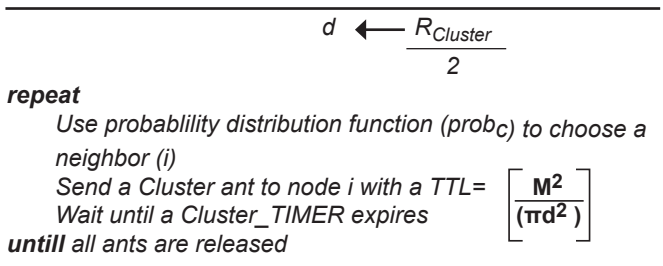 d ← R_Cluster / 2
repeat
Use probablility distribution function (prob_c) to choose a
neighbor (i)
Send a Cluster ant to node i with a TTL= [M² / (πd² )]
Wait until a Cluster_TIMER expires
untill all ants are released